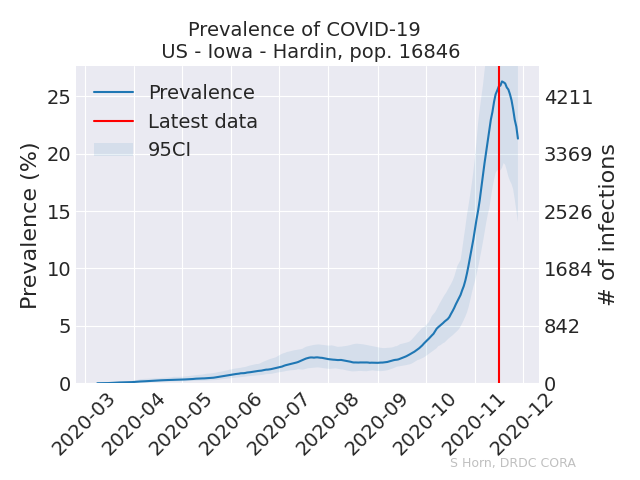 Prevalence of COVID-19
US - Iowa - Hardin, pop. 16846
Prevalence
Latest data
95CI
Prevalence (%)
25
20
15
10
5
0
4211
3369
2526
1684
842
0
# of infections
2020-03
2020-04
2020-05
2020-06
2020-07
2020-08
2020-09
2020-10
2020-11
2020-12
S Horn, DRDC CORA